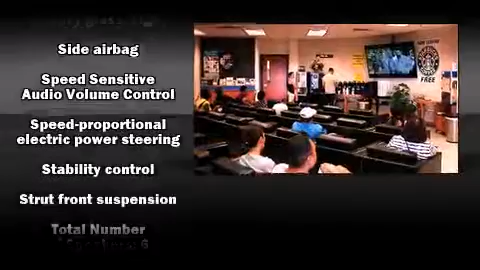 Side airbag
Speed Sensitive
Audio Volume Control
Speed-proportional
electric power steering
Stability control
Strut front suspension
Total Number
FREE